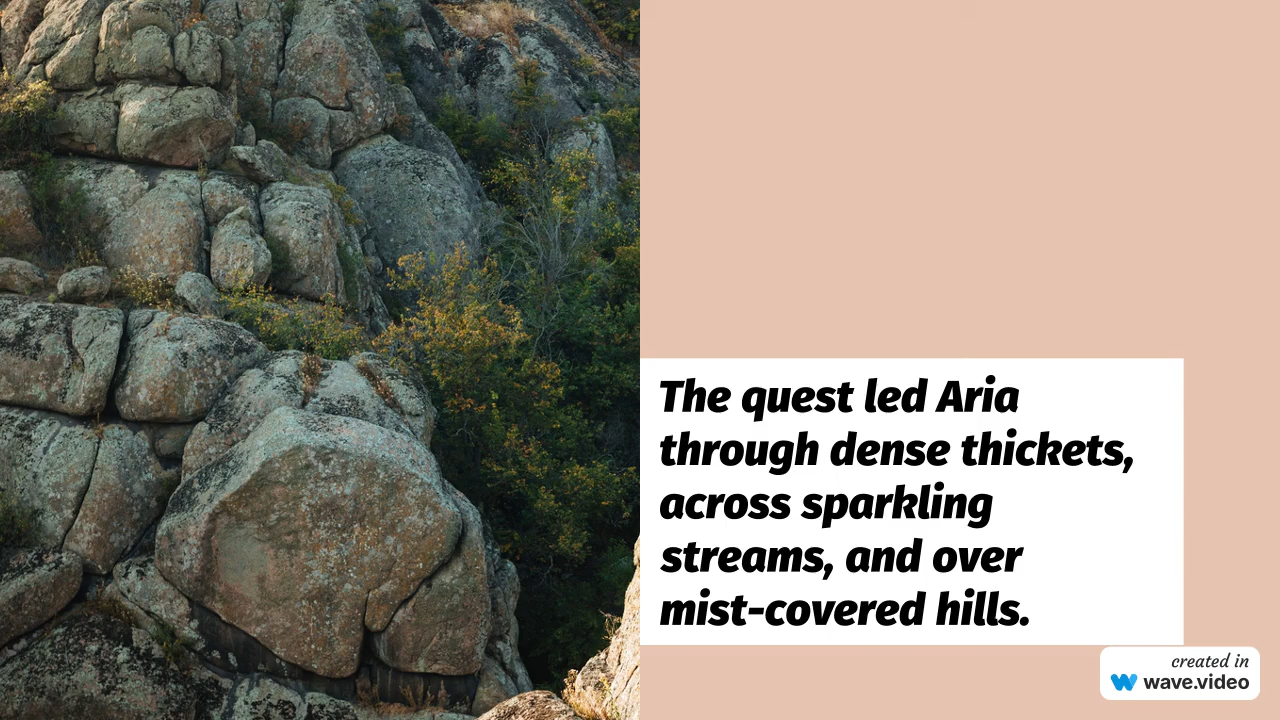 The quest led Aria
through dense thickets,
across sparkling
streams, and over
mist-covered hills.
created in
wave.video